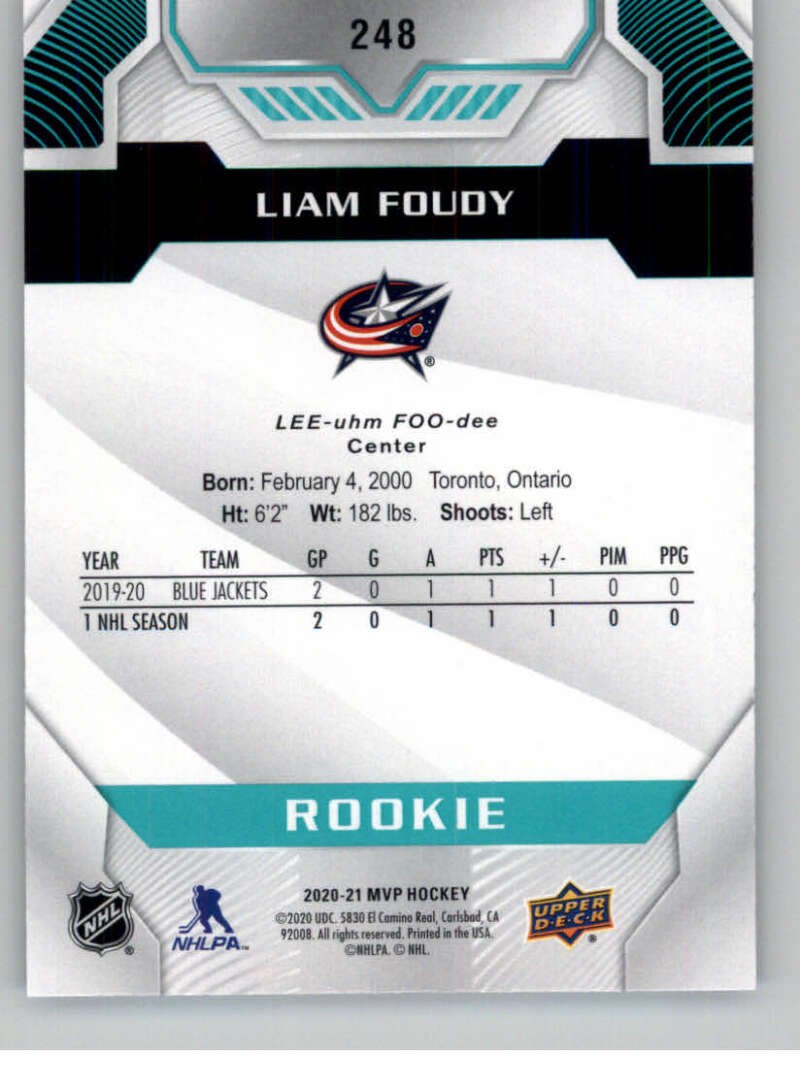 248
LIAM FOUDY
®
LEE-uhm FOO-dee
Center
Born: February 4, 2000 Toronto, Ontario
Ht: 6'2" Wt: 182 lbs. Shoots: Left
YEAR TEAM GP G A PTS +/- PIM PPG
2019-20 BLUE JACKETS 2 0 1 1 1 0 0
1 NHL SEASON 2 0 1 1 1 0 0
ROOKIE
NHL ®
NHLPA™
2020-21 MVP HOCKEY
©2020 UDC. 5830 El Camino Real, Carlsbad, CA
92008. All rights reserved. Printed in the USA.
©NHLPA. © NHL.
UPPER
D·E·C·K ®